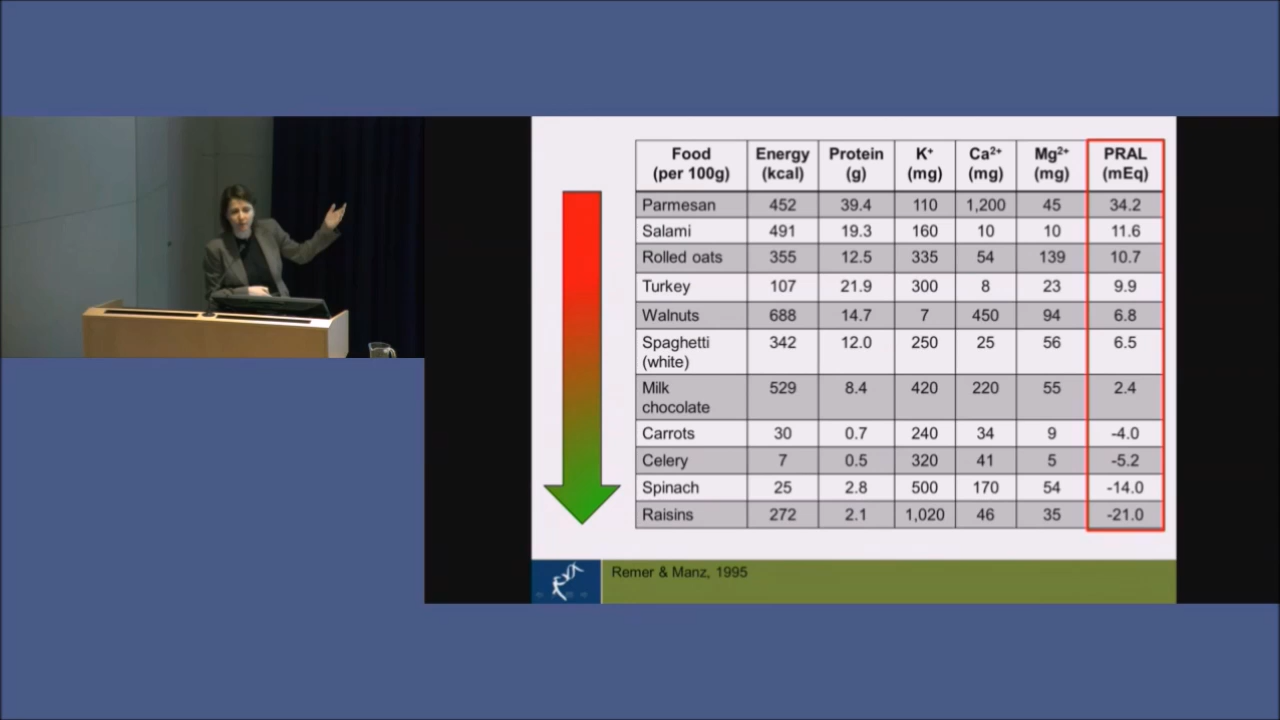 Food (per 100g) Energy (kcal) Protein (g) K⁺ (mg) Ca²⁺ (mg) Mg²⁺ (mg) PRAL (mEq)
Parmesan 452 39.4 110 1,200 45 34.2
Salami 491 19.3 160 10 10 11.6
Rolled oats 355 12.5 335 54 139 10.7
Turkey 107 21.9 300 8 23 9.9
Walnuts 688 14.7 7 450 94 6.8
Spaghetti (white) 342 12.0 250 25 56 6.5
Milk chocolate 529 8.4 420 220 55 2.4
Carrots 30 0.7 240 34 9 -4.0
Celery 7 0.5 320 41 5 -5.2
Spinach 25 2.8 500 170 54 -14.0
Raisins 272 2.1 1,020 46 35 -21.0
Remer & Manz, 1995